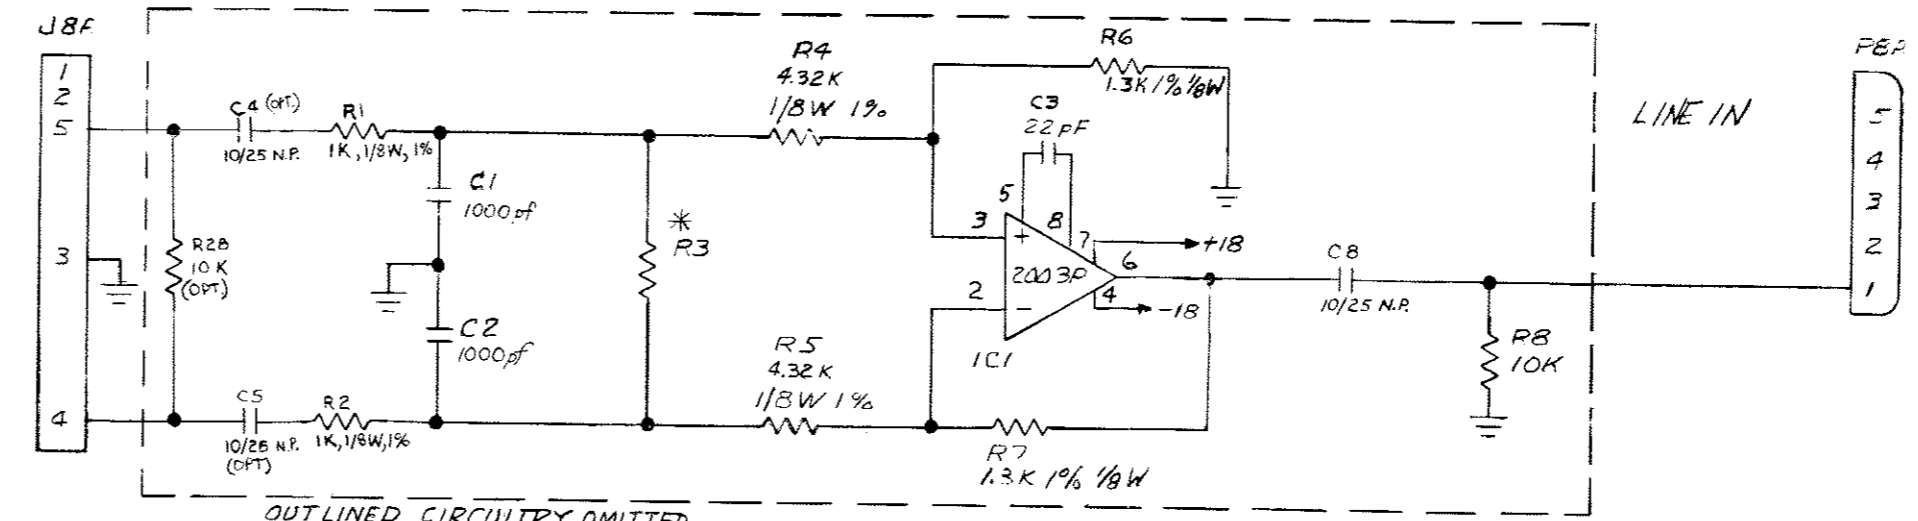 J8F
1
2
5
3
4
C4 (OPT.)
10/25 N.P.
R1
1K, 1/8W, 1%
R28
10K
(OPT)
C5
10/25 N.P.
(OPT)
R2
1K, 1/8W, 1%
C1
1000pf
C2
1000pf
*
R3
R4
4.32K
1/8W 1%
R5
4.32K
1/8W 1%
R6
1.3K 1% 1/8W
C3
22pF
5
8
3
+
7
+18
2003P
6
2
-
4
-18
IC1
R7
1.3K 1% 1/8W
C8
10/25 N.P.
R8
10K
LINE IN
5
4
3
2
1
OUTLINED CIRCUITRY OMITTED